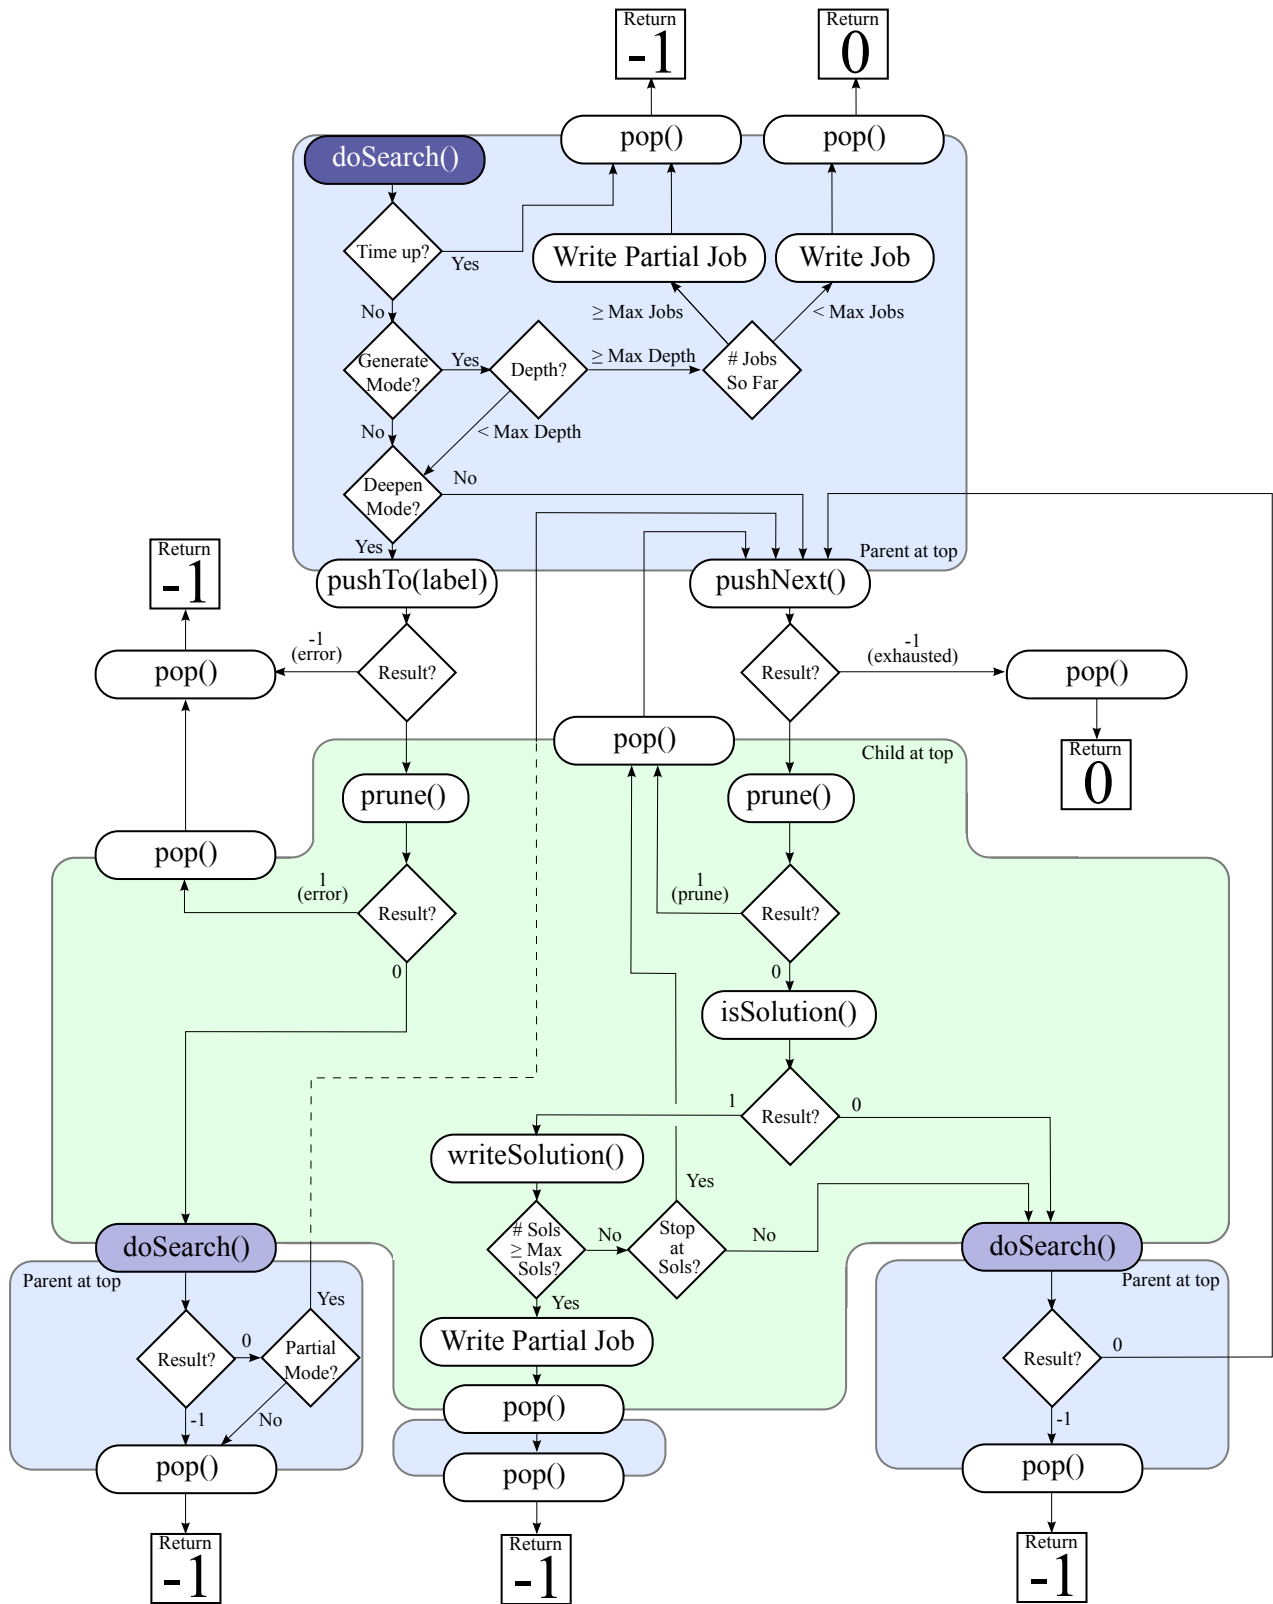 Return
-1
Return
0
pop()
pop()
doSearch()
Time up?
Yes
Write Partial Job
Write Job
No
≥ Max Jobs
< Max Jobs
Generate
Mode?
Yes
Depth?
≥ Max Depth
# Jobs
So Far
No
< Max Depth
Deepen
Mode?
No
Yes
Parent at top
Return
-1
pushTo(label)
pushNext()
-1
(error)
Result?
Result?
-1
(exhausted)
pop()
pop()
pop()
Child at top
Return
0
prune()
prune()
pop()
1
(error)
Result?
1
(prune)
Result?
0
0
isSolution()
1
Result?
0
writeSolution()
Yes
# Sols
≥ Max
Sols?
No
Stop
at
Sols?
No
doSearch()
doSearch()
Parent at top
Parent at top
Yes
Yes
Result?
0
Partial
Mode?
Write Partial Job
Result?
0
-1
No
pop()
-1
pop()
pop()
pop()
Return
-1
Return
-1
Return
-1